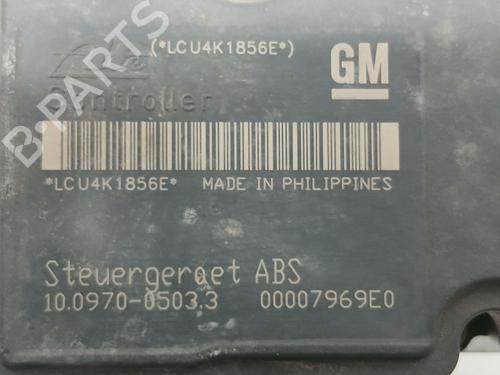 (*LCU4K1856E*)
GM
Controller
*LCU4K1856E* MADE IN PHILIPPINES
Steuergeraet ABS
10.0970-0503.3 00007969E0
B-PARTS